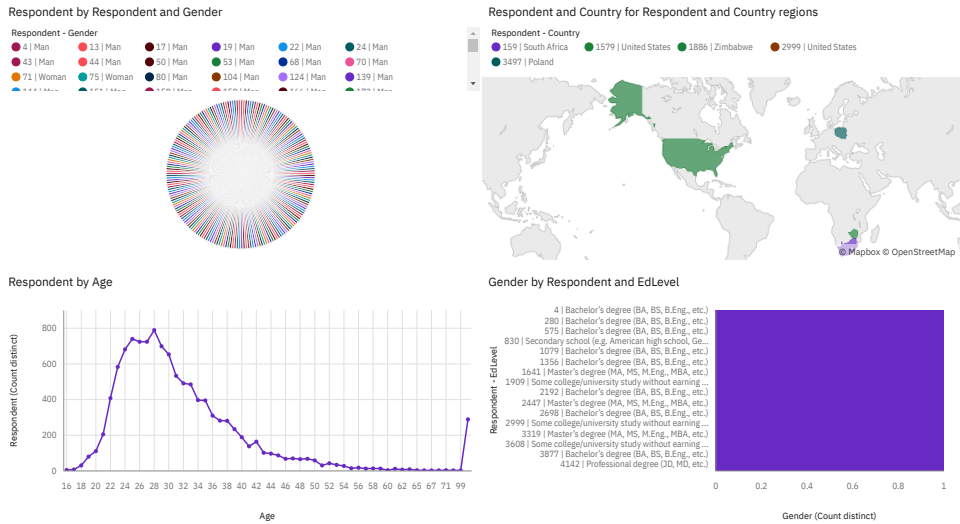 Respondent by Respondent and Gender
Respondent - Gender
4 | Man 13 | Man 17 | Man 19 | Man 22 | Man 24 | Man
43 | Man 44 | Man 50 | Man 53 | Man 68 | Man 70 | Man
71 | Woman 75 | Woman 80 | Man 104 | Man 124 | Man 139 | Man
Respondent and Country for Respondent and Country regions
Respondent - Country
159 | South Africa 1579 | United States 1886 | Zimbabwe 2999 | United States
3497 | Poland
© Mapbox © OpenStreetMap
Respondent by Age
Respondent (Count distinct)
800
600
400
200
0
16 18 20 22 24 26 28 30 32 34 36 38 40 42 44 46 48 50 52 54 56 58 60 62 65 67 69 71 99
Age
Gender by Respondent and EdLevel
Respondent - EdLevel
4 | Bachelor's degree (BA, BS, B.Eng., etc.)
280 | Bachelor's degree (BA, BS, B.Eng., etc.)
575 | Bachelor's degree (BA, BS, B.Eng., etc.)
830 | Secondary school (e.g. American high school, Ge...
1079 | Bachelor's degree (BA, BS, B.Eng., etc.)
1356 | Bachelor's degree (BA, BS, B.Eng., etc.)
1641 | Master's degree (MA, MS, M.Eng., MBA, etc.)
1909 | Some college/university study without earning ...
2192 | Bachelor's degree (BA, BS, B.Eng., etc.)
2447 | Master's degree (MA, MS, M.Eng., MBA, etc.)
2698 | Bachelor's degree (BA, BS, B.Eng., etc.)
2999 | Some college/university study without earning ...
3319 | Master's degree (MA, MS, M.Eng., MBA, etc.)
3608 | Some college/university study without earning ...
3877 | Bachelor's degree (BA, BS, B.Eng., etc.)
4142 | Professional degree (JD, MD, etc.)
0 0.2 0.4 0.6 0.8 1
Gender (Count distinct)